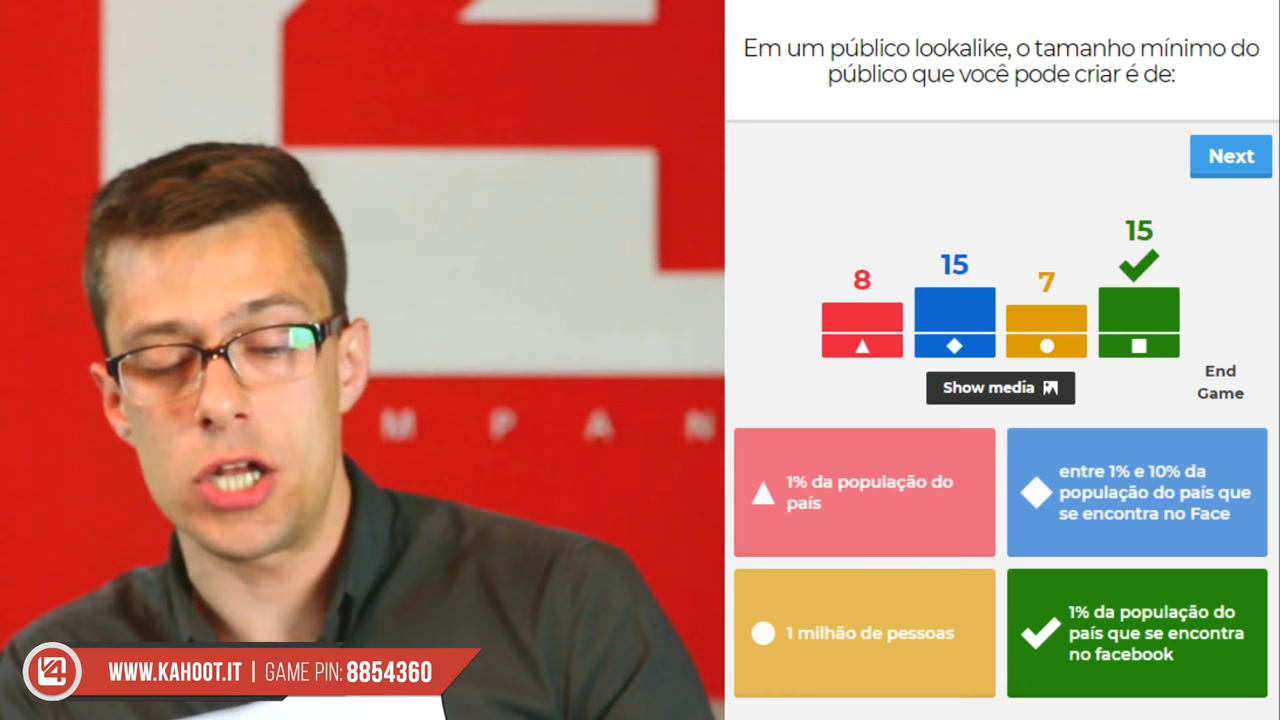 Em um público lookalike, o tamanho mínimo do
público que você pode criar é de:
Next
8
15
7
15
Show media
End
Game
1% da população do
país
entre 1% e 10% da
população do país que
se encontra no Face
1 milhão de pessoas
1% da população do
país que se encontra
no facebook
M P A N
V4
WWW.KAHOOT.IT | GAME PIN: 8854360